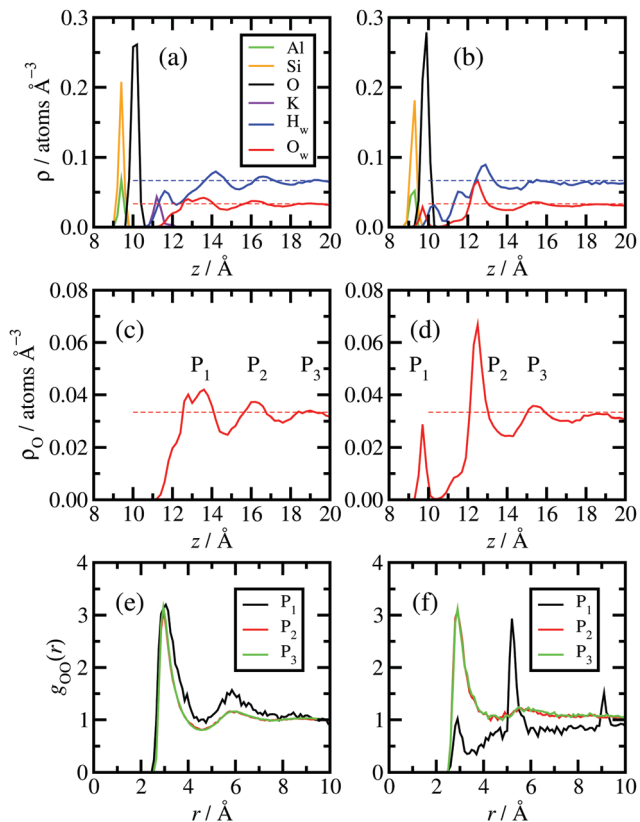 0.3
0.2
0.1
0.0
ρ / atoms Å⁻³
(a)
Al
Si
O
K
H_w
O_w
8 10 12 14 16 18 20
z / Å
0.3
0.2
0.1
0.0
(b)
8 10 12 14 16 18 20
z / Å
0.08
0.06
0.04
0.02
0.00
ρ_O / atoms Å⁻³
(c)
P₁ P₂ P₃
8 10 12 14 16 18 20
z / Å
0.08
0.06
0.04
0.02
0.00
(d)
P₁ P₂ P₃
8 10 12 14 16 18 20
z / Å
4
3
2
1
0
g_OO(r)
(e)
P₁
P₂
P₃
0 2 4 6 8 10
r / Å
4
3
2
1
0
(f)
P₁
P₂
P₃
0 2 4 6 8 10
r / Å